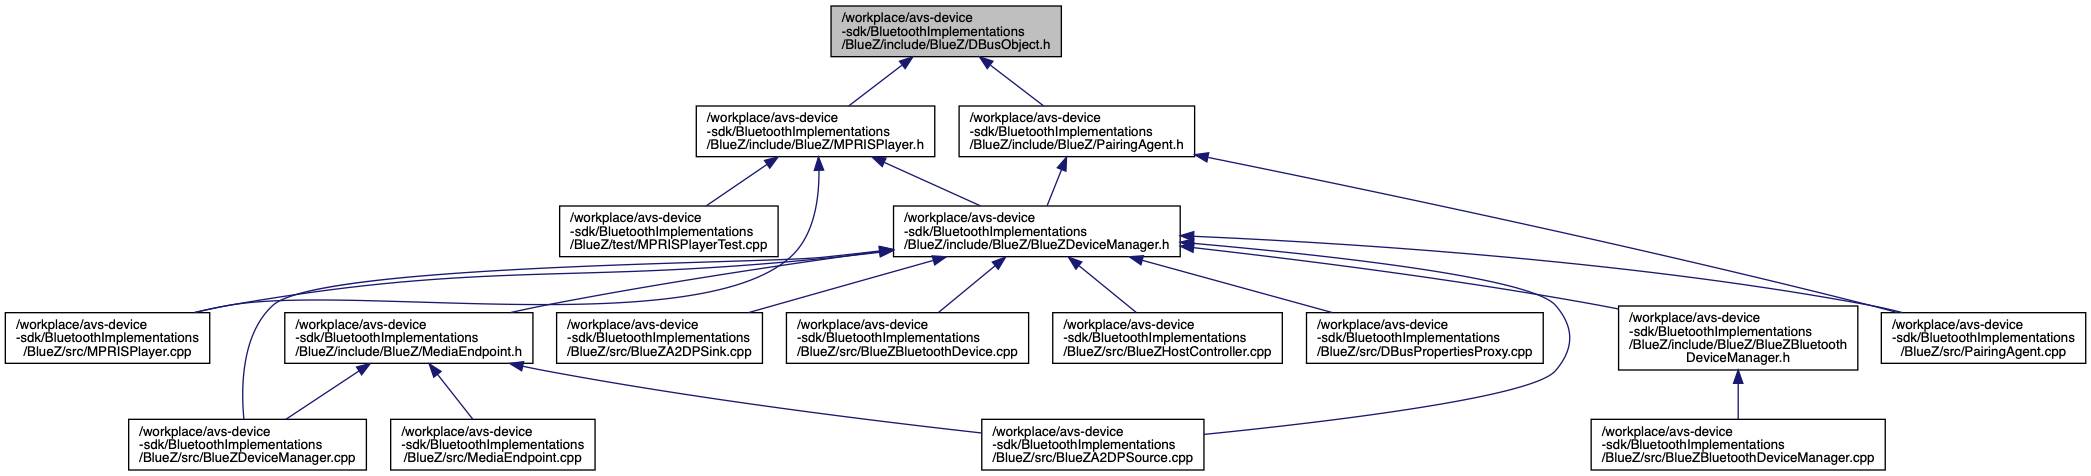 /workplace/avs-device
-sdk/BluetoothImplementations
/BlueZ/include/BlueZ/DBusObject.h
/workplace/avs-device
-sdk/BluetoothImplementations
/BlueZ/include/BlueZ/MPRISPlayer.h
/workplace/avs-device
-sdk/BluetoothImplementations
/BlueZ/include/BlueZ/PairingAgent.h
/workplace/avs-device
-sdk/BluetoothImplementations
/BlueZ/test/MPRISPlayerTest.cpp
/workplace/avs-device
-sdk/BluetoothImplementations
/BlueZ/include/BlueZ/BlueZDeviceManager.h
/workplace/avs-device
-sdk/BluetoothImplementations
/BlueZ/src/MPRISPlayer.cpp
/workplace/avs-device
-sdk/BluetoothImplementations
/BlueZ/include/BlueZ/MediaEndpoint.h
/workplace/avs-device
-sdk/BluetoothImplementations
/BlueZ/src/BlueZA2DPSink.cpp
/workplace/avs-device
-sdk/BluetoothImplementations
/BlueZ/src/BlueZBluetoothDevice.cpp
/workplace/avs-device
-sdk/BluetoothImplementations
/BlueZ/src/BlueZHostController.cpp
/workplace/avs-device
-sdk/BluetoothImplementations
/BlueZ/src/DBusPropertiesProxy.cpp
/workplace/avs-device
-sdk/BluetoothImplementations
/BlueZ/include/BlueZ/BlueZBluetooth
DeviceManager.h
/workplace/avs-device
-sdk/BluetoothImplementations
/BlueZ/src/PairingAgent.cpp
/workplace/avs-device
-sdk/BluetoothImplementations
/BlueZ/src/BlueZDeviceManager.cpp
/workplace/avs-device
-sdk/BluetoothImplementations
/BlueZ/src/MediaEndpoint.cpp
/workplace/avs-device
-sdk/BluetoothImplementations
/BlueZ/src/BlueZA2DPSource.cpp
/workplace/avs-device
-sdk/BluetoothImplementations
/BlueZ/src/BlueZBluetoothDeviceManager.cpp